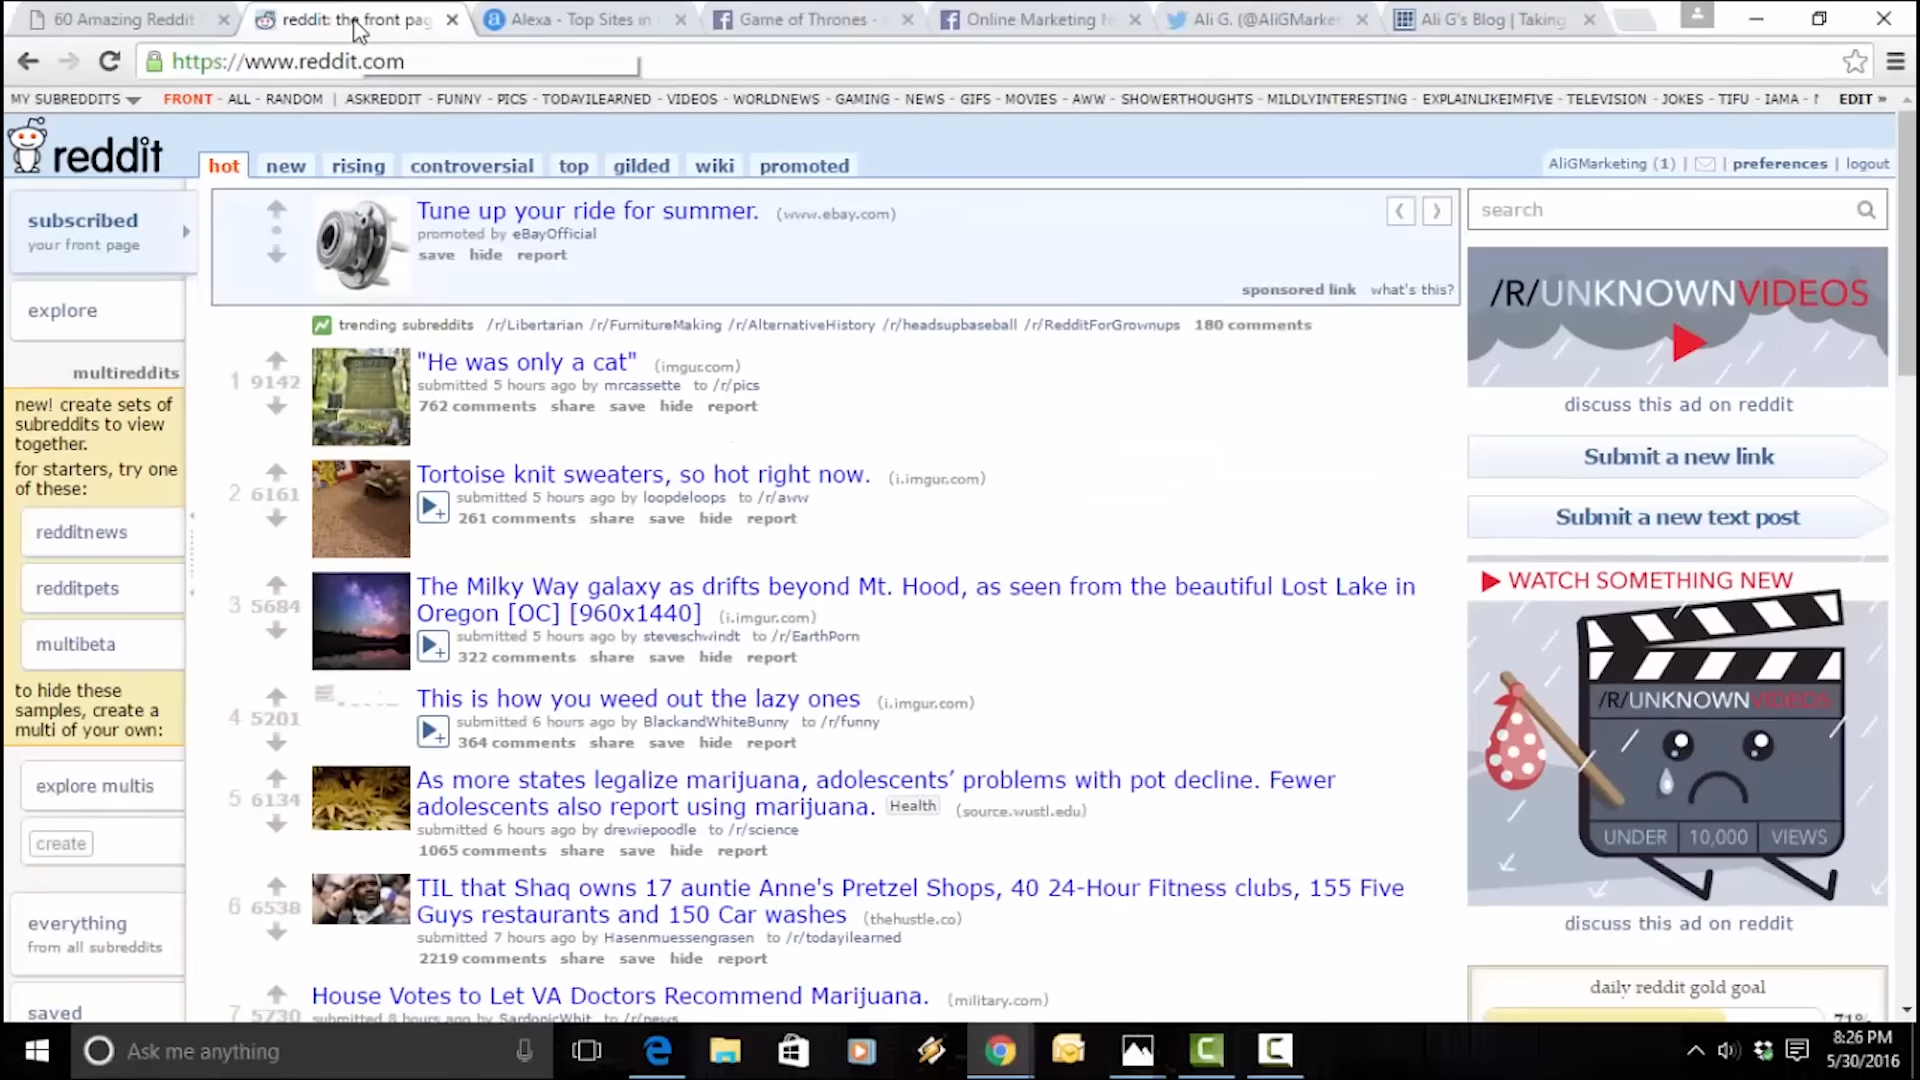 60 Amazing Reddit
reddit: the front pag
Alexa - Top Sites in
Game of Thrones -
Online Marketing N
Ali G. (@AliGMarke
Ali G's Blog | Taking
https://www.reddit.com
MY SUBREDDITS FRONT - ALL - RANDOM | ASKREDDIT - FUNNY - PICS - TODAYILEARNED - VIDEOS - WORLDNEWS - GAMING - NEWS - GIFS - MOVIES - AWW - SHOWERTHOUGHTS - MILDLYINTERESTING - EXPLAINLIKEIMFIVE - TELEVISION - JOKES - TIFU - IAMA - EDIT »
reddit
hot new rising controversial top gilded wiki promoted
AliGMarketing (1) | preferences | logout
subscribed
your front page
explore
multireddits
new! create sets of
subreddits to view
together.
for starters, try one
of these:
redditnews
redditpets
multibeta
to hide these
samples, create a
multi of your own:
explore multis
create
everything
from all subreddits
saved
Tune up your ride for summer. (www.ebay.com)
promoted by eBayOfficial
save hide report
sponsored link what's this?
trending subreddits /r/Libertarian /r/FurnitureMaking /r/AlternativeHistory /r/headsupbaseball /r/RedditForGrownups 180 comments
1 9142
"He was only a cat" (imgur.com)
submitted 5 hours ago by mrcassette to /r/pics
762 comments share save hide report
2 6161
Tortoise knit sweaters, so hot right now. (i.imgur.com)
submitted 5 hours ago by loopdeloops to /r/aww
261 comments share save hide report
3 5684
The Milky Way galaxy as drifts beyond Mt. Hood, as seen from the beautiful Lost Lake in
Oregon [OC] [960x1440] (i.imgur.com)
submitted 5 hours ago by steveschwindt to /r/EarthPorn
322 comments share save hide report
4 5201
This is how you weed out the lazy ones (i.imgur.com)
submitted 6 hours ago by BlackandWhiteBunny to /r/funny
364 comments share save hide report
5 6134
As more states legalize marijuana, adolescents’ problems with pot decline. Fewer
adolescents also report using marijuana. Health (source.wustl.edu)
submitted 6 hours ago by drewiepoodle to /r/science
1065 comments share save hide report
6 6538
TIL that Shaq owns 17 auntie Anne's Pretzel Shops, 40 24-Hour Fitness clubs, 155 Five
Guys restaurants and 150 Car washes (thehustle.co)
submitted 7 hours ago by Hasenmuessengrasen to /r/todayilearned
2219 comments share save hide report
7 5730
House Votes to Let VA Doctors Recommend Marijuana. (military.com)
submitted 8 hours ago by SardonicWhit to /r/news
search
/R/UNKNOWNVIDEOS
discuss this ad on reddit
Submit a new link
Submit a new text post
WATCH SOMETHING NEW
/R/UNKNOWNVIDEOS
UNDER 10,000 VIEWS
discuss this ad on reddit
daily reddit gold goal
71%
Ask me anything
8:26 PM
5/30/2016